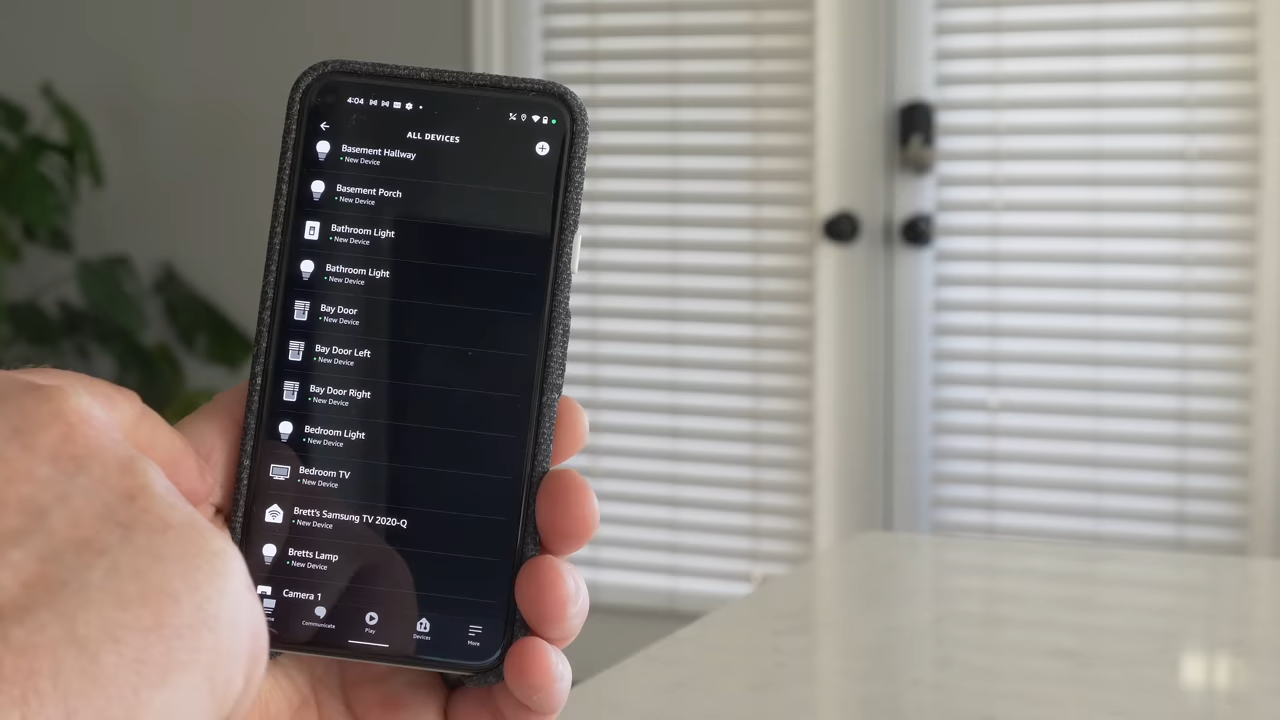 4:04
ALL DEVICES
Basement Hallway
• New Device
Basement Porch
• New Device
Bathroom Light
• New Device
Bathroom Light
• New Device
Bay Door
• New Device
Bay Door Left
• New Device
Bay Door Right
• New Device
Bedroom Light
• New Device
Bedroom TV
• New Device
Brett's Samsung TV 2020-Q
• New Device
Bretts Lamp
• New Device
Camera 1
Communicate
Play
Devices
More